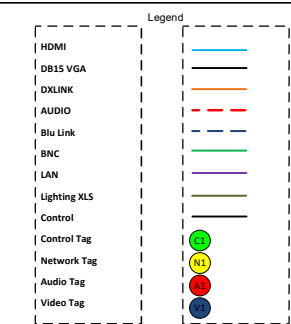 Legend
HDMI
DB15 VGA
DXLINK
AUDIO
Blu Link
BNC
LAN
Lighting XLS
Control
Control Tag C1
Network Tag N1
Audio Tag A1
Video Tag V1